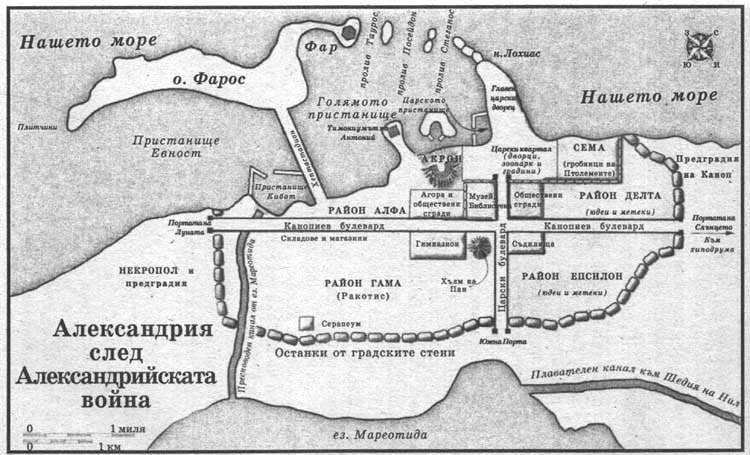 Нашето море
Фар
пролив Таурос
пролив Посейдон
пролив Стеганос
н. Лохиас
З
С
Ю
И
о. Фарос
Голямото
пристанище
Царското
пристанище
Главен
царски
дворец
Нашето море
Плитчини
Тимониумът на
Антоний
Пристанище
Евност
Хептастадион
АКРОН
Царски квартал
(дворци,
зоопарк и
градини)
СЕМА
(гробници на
Птолемеите)
Предградия
на Каноп
Пристанище
Кибот
РАЙОН АЛФА
Агора и
обществени
сгради
Музей
Библиотека
Обществени
сгради
РАЙОН ДЕЛТА
(юдеи и метеки)
Портата на
Луната
Канопиев булевард
Канопиев булевард
Портата на
Слънцето
Складове и магазини
Гимназион
Съдилища
Към
хиподрума
НЕКРОПОЛ и
предградия
РАЙОН ГАМА
(Ракотис)
Хълм на
Пан
Царски булевард
РАЙОН ЕПСИЛОН
(юдеи и метеки)
Пресноводен канал от ез. Мареотида
Серапеум
Южна Порта
Останки от градските стени
Александрия
след
Александрийската
война
Плавателен канал към Шедия на Нил
0 1 миля
0 1 км
ез. Мареотида